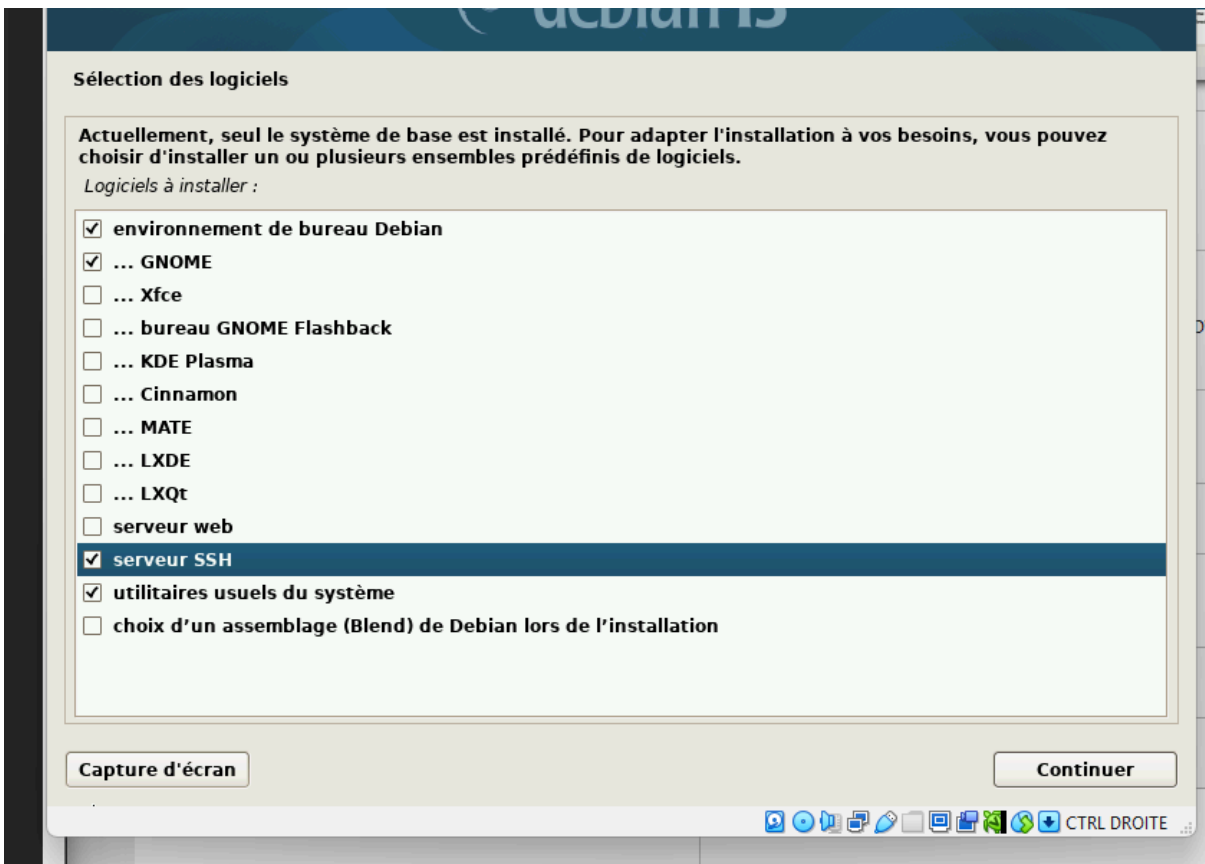 debian 13
Sélection des logiciels
Actuellement, seul le système de base est installé. Pour adapter l'installation à vos besoins, vous pouvez
choisir d'installer un ou plusieurs ensembles prédéfinis de logiciels.
Logiciels à installer :
environnement de bureau Debian
... GNOME
... Xfce
... bureau GNOME Flashback
... KDE Plasma
... Cinnamon
... MATE
... LXDE
... LXQt
serveur web
serveur SSH
utilitaires usuels du système
choix d’un assemblage (Blend) de Debian lors de l’installation
Capture d'écran
Continuer
CTRL DROITE